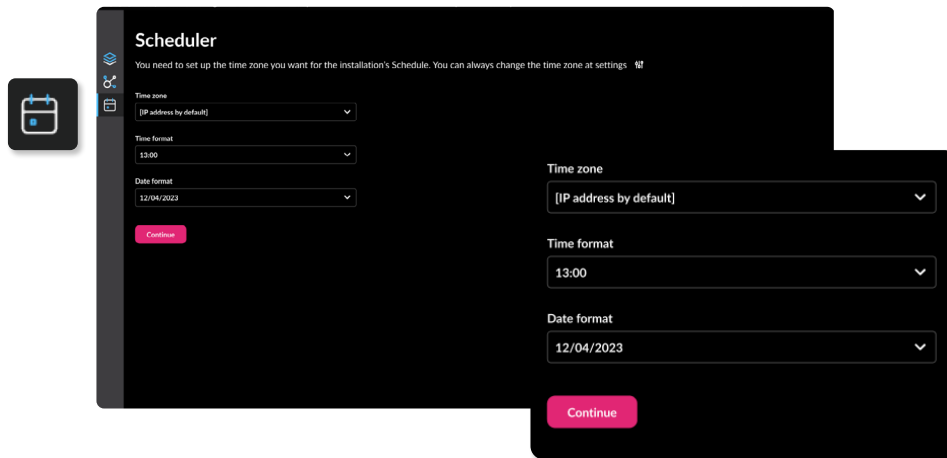 Scheduler
You need to set up the time zone you want for the installation's Schedule. You can always change the time zone at settings
Time zone
[IP address by default]
Time format
13:00
Date format
12/04/2023
Continue
Time zone
[IP address by default]
Time format
13:00
Date format
12/04/2023
Continue